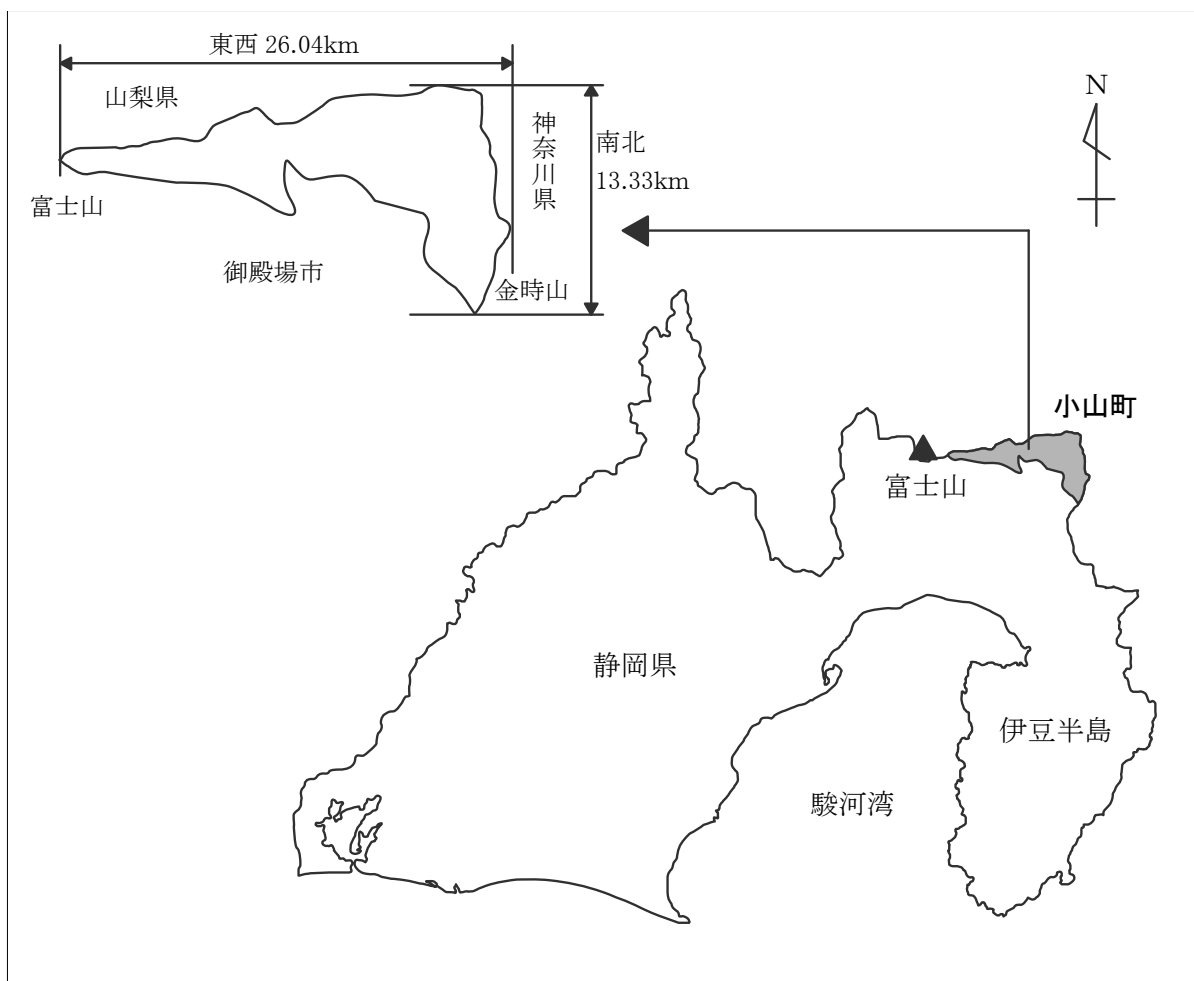 東西 26.04km
山梨県
神奈川県
南北
13.33km
富士山
御殿場市
金時山
N
小山町
富士山
静岡県
伊豆半島
駿河湾